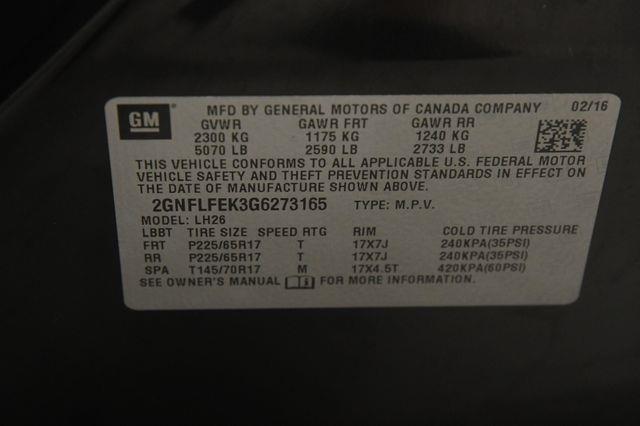 GM
MFD BY GENERAL MOTORS OF CANADA COMPANY 02/16
GVWR GAWR FRT GAWR RR
2300 KG 1175 KG 1240 KG
5070 LB 2590 LB 2733 LB
THIS VEHICLE CONFORMS TO ALL APPLICABLE U.S. FEDERAL MOTOR
VEHICLE SAFETY AND THEFT PREVENTION STANDARDS IN EFFECT ON
THE DATE OF MANUFACTURE SHOWN ABOVE.
2GNFLFEK3G6273165 TYPE: M.P.V.
MODEL: LH26
LBBT TIRE SIZE SPEED RTG RIM COLD TIRE PRESSURE
FRT P225/65R17 T 17X7J 240KPA(35PSI)
RR P225/65R17 T 17X7J 240KPA(35PSI)
SPA T145/70R17 M 17X4.5T 420KPA(60PSI)
SEE OWNER'S MANUAL FOR MORE INFORMATION.